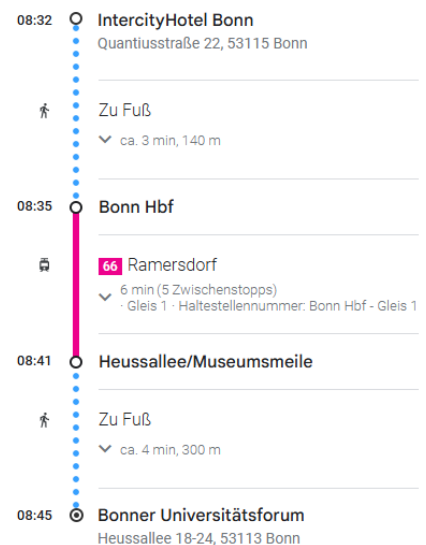 08:32 IntercityHotel Bonn
Quantiusstraße 22, 53115 Bonn
Zu Fuß
ca. 3 min, 140 m
08:35 Bonn Hbf
66 Ramersdorf
6 min (5 Zwischenstopps)
· Gleis 1 · Haltestellennummer: Bonn Hbf - Gleis 1
08:41 Heussallee/Museumsmeile
Zu Fuß
ca. 4 min, 300 m
08:45 Bonner Universitätsforum
Heussallee 18-24, 53113 Bonn